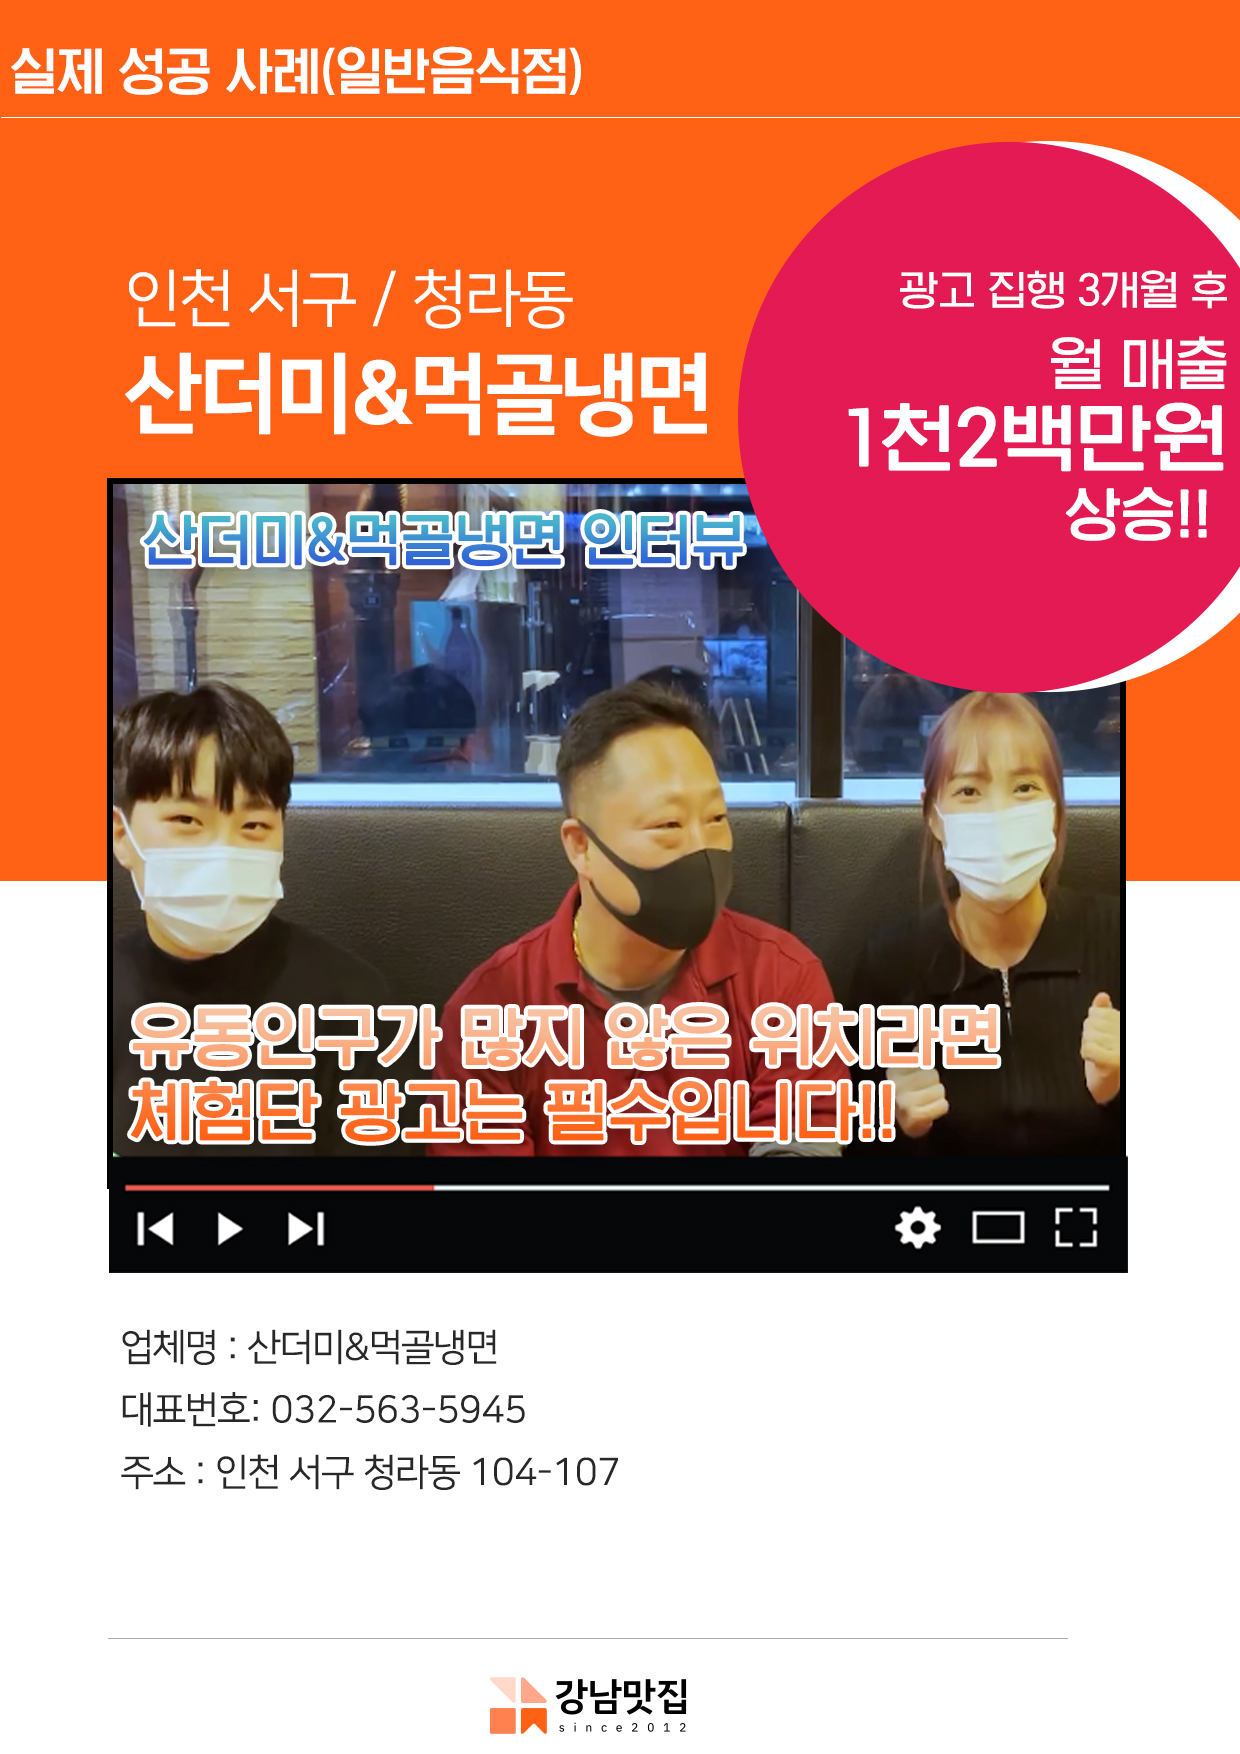 실제 성공 사례(일반음식점)
인천 서구 / 청라동
산더미&먹골냉면
광고 집행 3개월 후
월 매출
1천2백만원
상승!!
산더미&먹골냉면 인터뷰
유동인구가 많지 않은 위치라면
체험단 광고는 필수입니다!!
업체명 : 산더미&먹골냉면
대표번호: 032-563-5945
주소 : 인천 서구 청라동 104-107
강남맛집
since2012